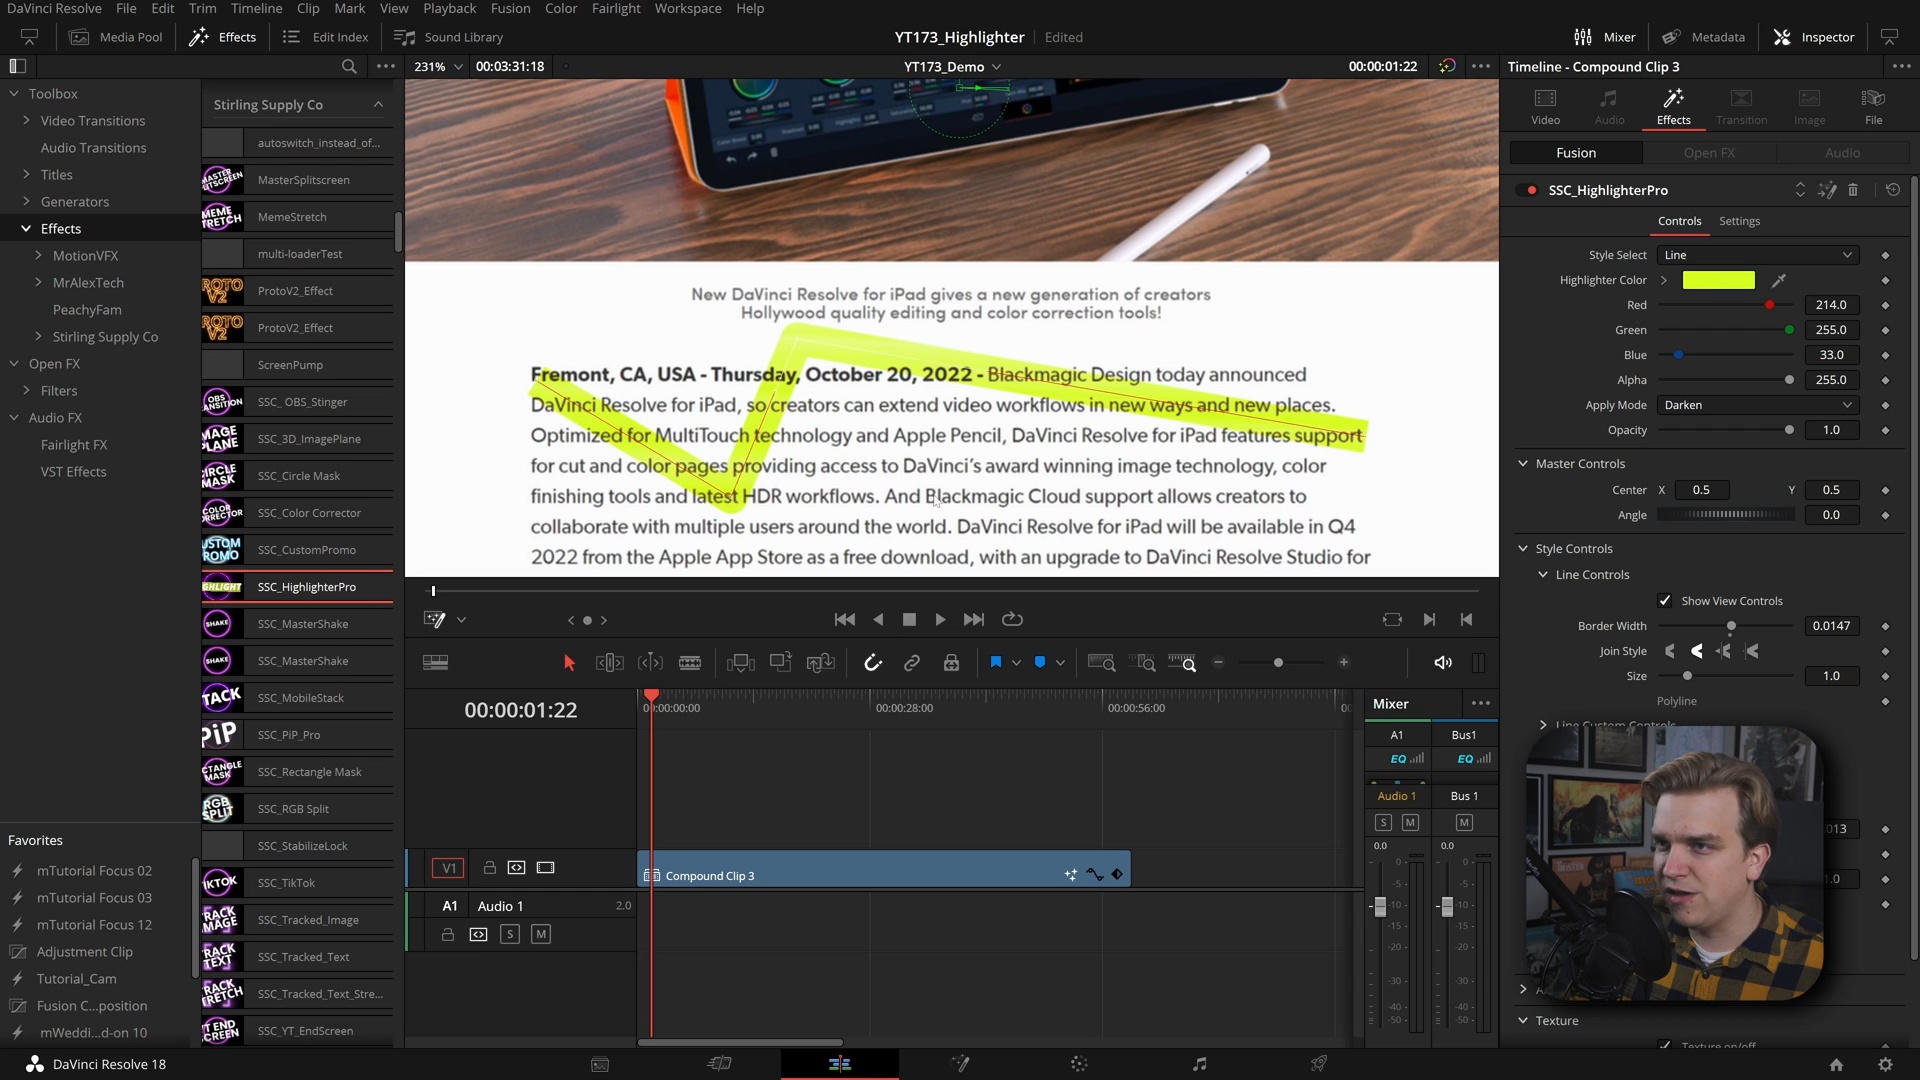 DaVinci Resolve File Edit Trim Timeline Clip Mark View Playback Fusion Color Fairlight Workspace Help
Media Pool Effects Edit Index Sound Library YT173_Highlighter Edited Mixer Metadata Inspector
231% 00:03:31:18 YT173_Demo 00:00:01:22 Timeline - Compound Clip 3
Toolbox
Video Transitions
Audio Transitions
Titles
Generators
Effects
MotionVFX
MrAlexTech
PeachyFam
Stirling Supply Co
Open FX
Filters
Audio FX
Fairlight FX
VST Effects
Favorites
mTutorial Focus 02
mTutorial Focus 03
mTutorial Focus 12
Adjustment Clip
Tutorial_Cam
Fusion C...position
mWeddi...d-on 10
Stirling Supply Co
autoswitch_instead_of...
MasterSplitscreen
MemeStretch
multi-loaderTest
ProtoV2_Effect
ProtoV2_Effect
ScreenPump
SSC_ OBS_Stinger
SSC_3D_ImagePlane
SSC_Circle Mask
SSC_Color Corrector
SSC_CustomPromo
SSC_HighlighterPro
SSC_MasterShake
SSC_MasterShake
SSC_MobileStack
SSC_PiP_Pro
SSC_Rectangle Mask
SSC_RGB Split
SSC_StabilizeLock
SSC_TikTok
SSC_Tracked_Image
SSC_Tracked_Text
SSC_Tracked_Text_Stre...
SSC_YT_EndScreen
New DaVinci Resolve for iPad gives a new generation of creators
Hollywood quality editing and color correction tools!
Fremont, CA, USA - Thursday, October 20, 2022 - Blackmagic Design today announced
DaVinci Resolve for iPad, so creators can extend video workflows in new ways and new places.
Optimized for MultiTouch technology and Apple Pencil, DaVinci Resolve for iPad features support
for cut and color pages providing access to DaVinci's award winning image technology, color
finishing tools and latest HDR workflows. And Blackmagic Cloud support allows creators to
collaborate with multiple users around the world. DaVinci Resolve for iPad will be available in Q4
2022 from the Apple App Store as a free download, with an upgrade to DaVinci Resolve Studio for
00:00:01:22
00:00:00:00 00:00:28:00 00:00:56:00
V1
Compound Clip 3
A1 Audio 1 2.0
S M
Mixer
A1 Bus1
EQ EQ
Audio 1 Bus 1
S M M
0.0 0.0
Video Audio Effects Transition Image File
Fusion Open FX Audio
SSC_HighlighterPro
Controls Settings
Style Select Line
Highlighter Color
Red 214.0
Green 255.0
Blue 33.0
Alpha 255.0
Apply Mode Darken
Opacity 1.0
Master Controls
Center X 0.5 Y 0.5
Angle 0.0
Style Controls
Line Controls
Show View Controls
Border Width 0.0147
Join Style
Size 1.0
Polyline
Line Custom Controls
Texture
Texture on/off
DaVinci Resolve 18